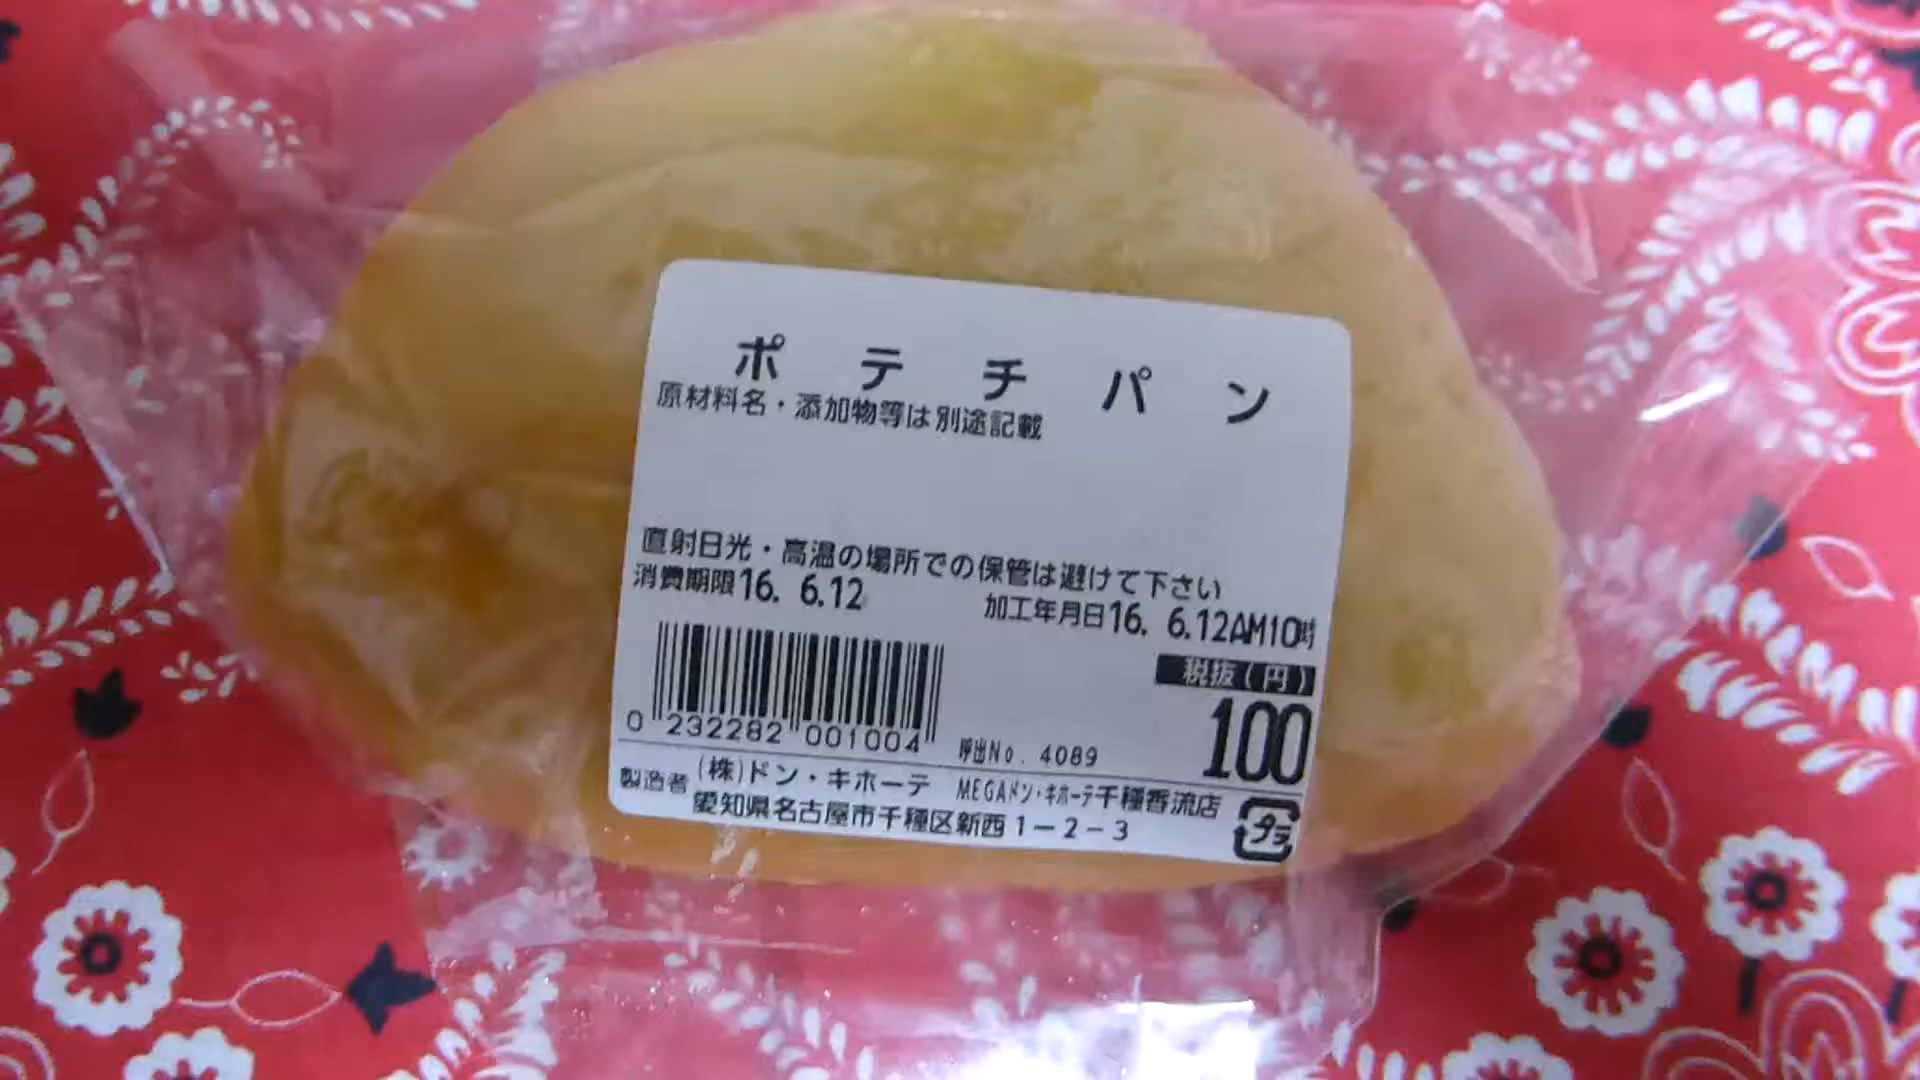 ポテチパン
原材料名・添加物等は別途記載
直射日光・高温の場所での保管は避けて下さい
消費期限16. 6.12
加工年月日16. 6.12AM10時
税抜(円)
100
0 232282 001004
呼出No. 4089
製造者 (株)ドン・キホーテ MEGAドン・キホーテ千種香流店
愛知県名古屋市千種区新西1-2-3
プラ